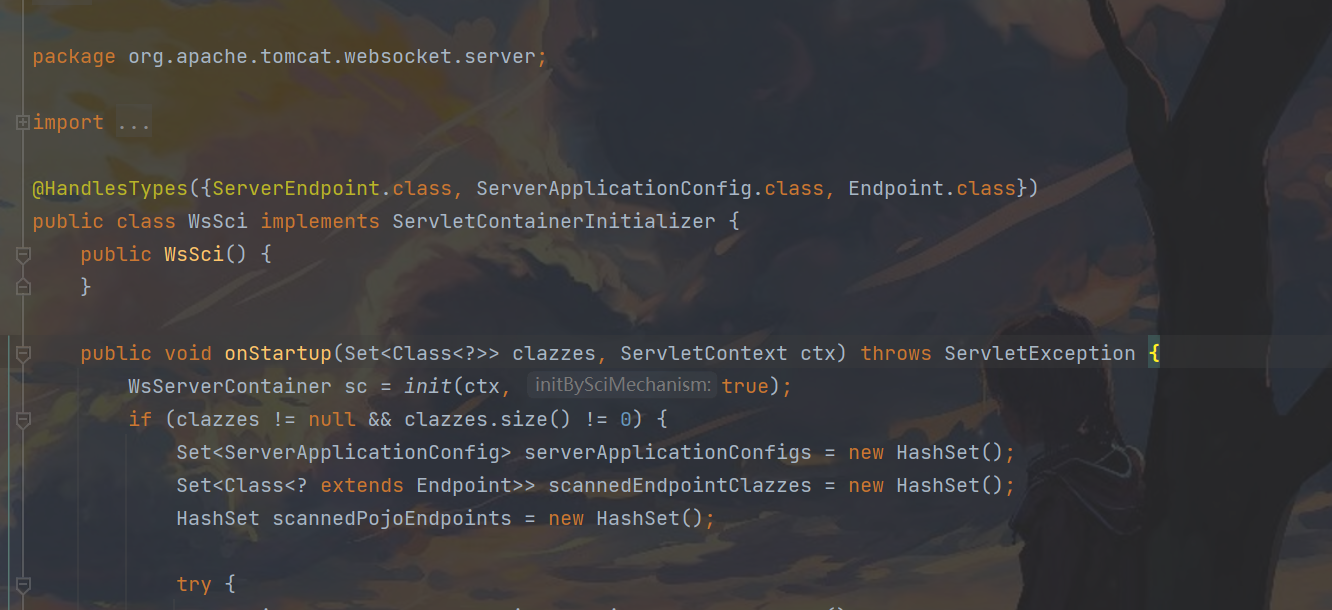 package org.apache.tomcat.websocket.server;
import ...
@HandlesTypes({ServerEndpoint.class, ServerApplicationConfig.class, Endpoint.class})
public class WsSci implements ServletContainerInitializer {
public WsSci() {
}
public void onStartup(Set<Class<?>> clazzes, ServletContext ctx) throws ServletException {
WsServerContainer sc = init(ctx, initBySciMechanism: true);
if (clazzes != null && clazzes.size() != 0) {
Set<ServerApplicationConfig> serverApplicationConfigs = new HashSet();
Set<Class<? extends Endpoint>> scannedEndpointClazzes = new HashSet();
HashSet scannedPojoEndpoints = new HashSet();
try {